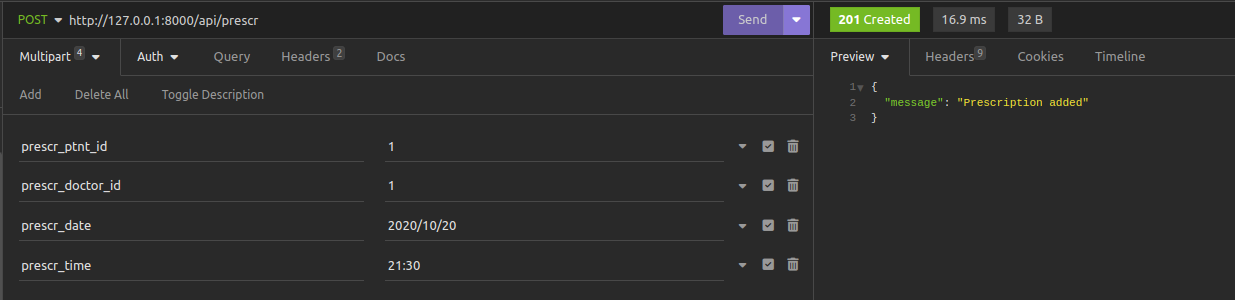 POST http://127.0.0.1:8000/api/prescr Send 201 Created 16.9 ms 32 B
Multipart 4 Auth Query Headers 2 Docs Preview Headers 9 Cookies Timeline
Add Delete All Toggle Description
1 {
2 "message": "Prescription added"
3 }
prescr_ptnt_id 1
prescr_doctor_id 1
prescr_date 2020/10/20
prescr_time 21:30